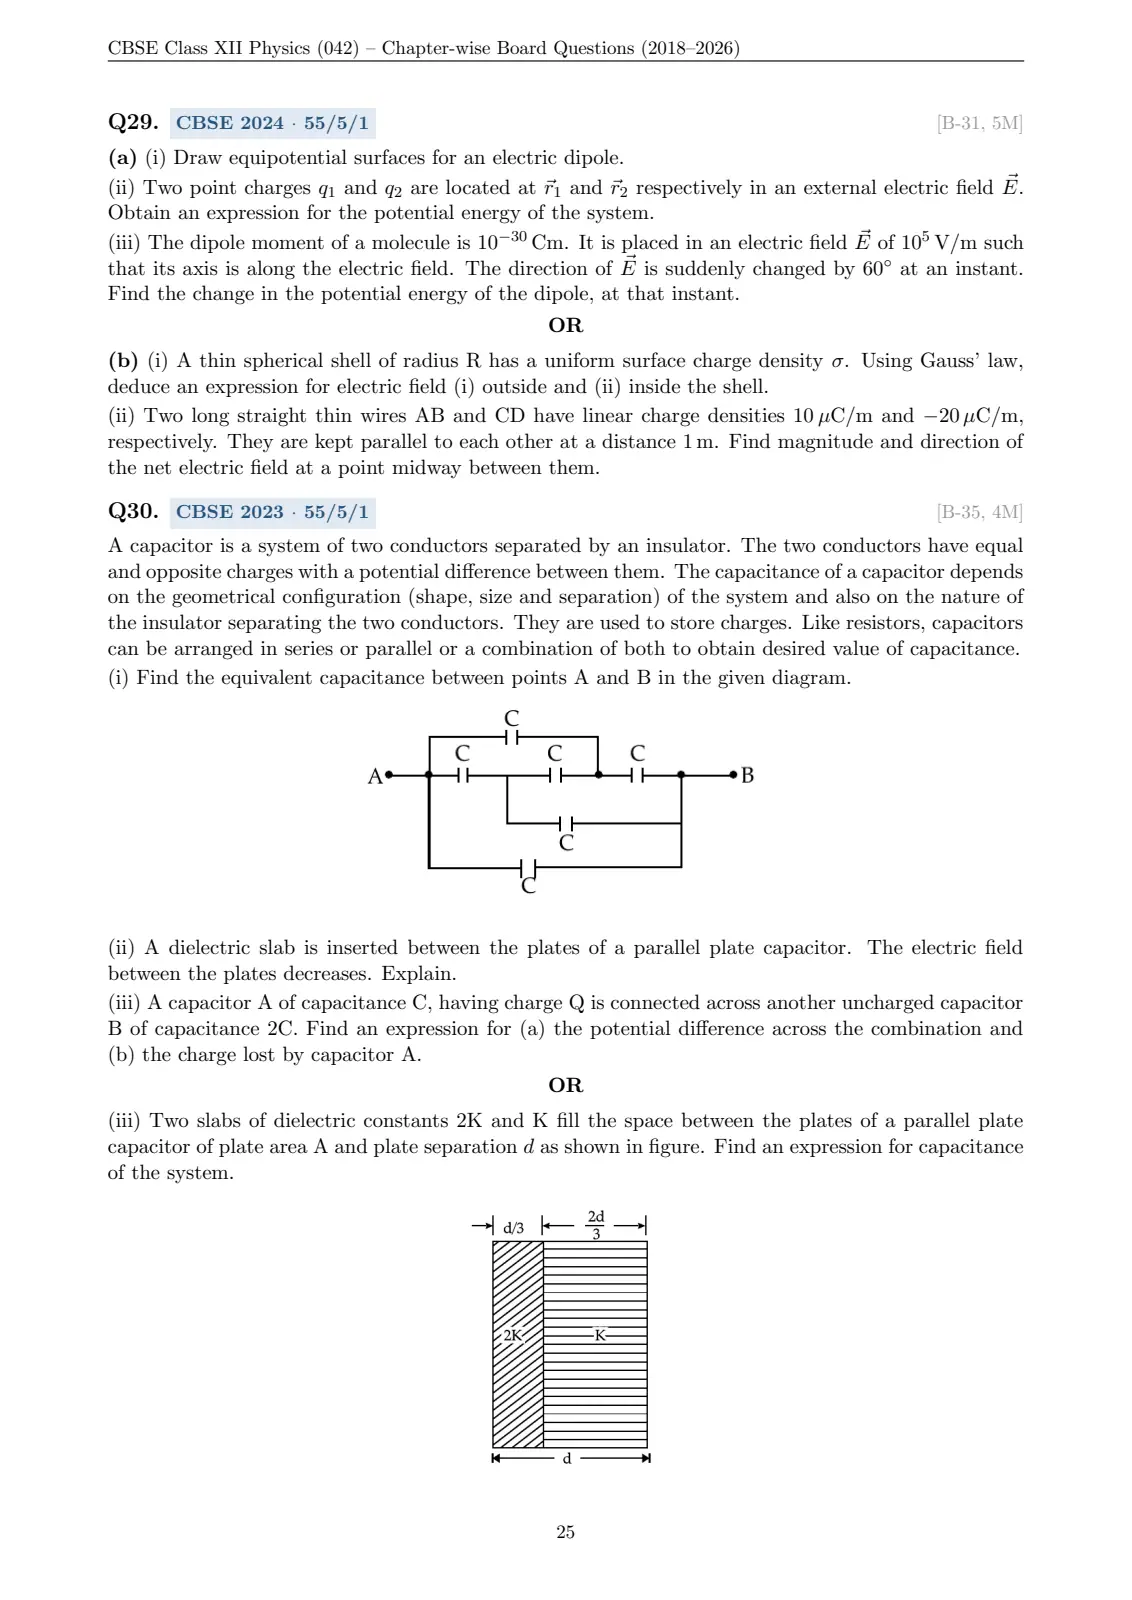 CBSE Class XII Physics (042) – Chapter-wise Board Questions (2018–2026)
Q29. CBSE 2024 · 55/5/1 [B-31, 5M]
(a) (i) Draw equipotential surfaces for an electric dipole.
(ii) Two point charges q₁ and q₂ are located at r⃗₁ and r⃗₂ respectively in an external electric field E⃗.
Obtain an expression for the potential energy of the system.
(iii) The dipole moment of a molecule is 10⁻³⁰ Cm. It is placed in an electric field E⃗ of 10⁵ V/m such
that its axis is along the electric field. The direction of E⃗ is suddenly changed by 60° at an instant.
Find the change in the potential energy of the dipole, at that instant.
OR
(b) (i) A thin spherical shell of radius R has a uniform surface charge density σ. Using Gauss’ law,
deduce an expression for electric field (i) outside and (ii) inside the shell.
(ii) Two long straight thin wires AB and CD have linear charge densities 10 μC/m and −20 μC/m,
respectively. They are kept parallel to each other at a distance 1 m. Find magnitude and direction of
the net electric field at a point midway between them.
Q30. CBSE 2023 · 55/5/1 [B-35, 4M]
A capacitor is a system of two conductors separated by an insulator. The two conductors have equal
and opposite charges with a potential difference between them. The capacitance of a capacitor depends
on the geometrical configuration (shape, size and separation) of the system and also on the nature of
the insulator separating the two conductors. They are used to store charges. Like resistors, capacitors
can be arranged in series or parallel or a combination of both to obtain desired value of capacitance.
(i) Find the equivalent capacitance between points A and B in the given diagram.
C
C C C
A B
C
C
(ii) A dielectric slab is inserted between the plates of a parallel plate capacitor. The electric field
between the plates decreases. Explain.
(iii) A capacitor A of capacitance C, having charge Q is connected across another uncharged capacitor
B of capacitance 2C. Find an expression for (a) the potential difference across the combination and
(b) the charge lost by capacitor A.
OR
(iii) Two slabs of dielectric constants 2K and K fill the space between the plates of a parallel plate
capacitor of plate area A and plate separation d as shown in figure. Find an expression for capacitance
of the system.
d/3 2d/3
2K K
d
25